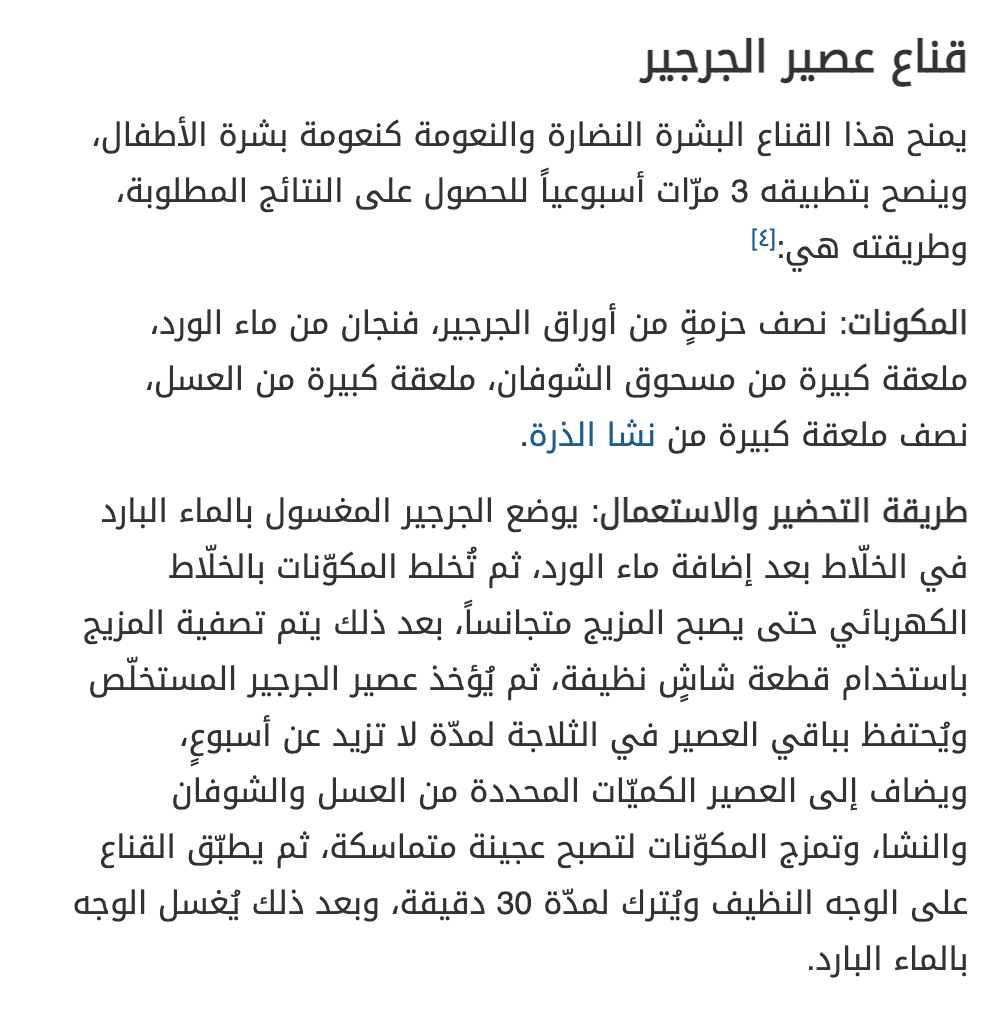 قناع عصير الجرجير
يمنح هذا القناع البشرة النضارة والنعومة كنعومة بشرة الأطفال،
وينصح بتطبيقه 3 مرّات أسبوعياً للحصول على النتائج المطلوبة،
وطريقته هي:[٤]
المكونات: نصف حزمةٍ من أوراق الجرجير، فنجان من ماء الورد،
ملعقة كبيرة من مسحوق الشوفان، ملعقة كبيرة من العسل،
نصف ملعقة كبيرة من نشا الذرة.
طريقة التحضير والاستعمال: يوضع الجرجير المغسول بالماء البارد
في الخلّاط بعد إضافة ماء الورد، ثم تُخلط المكوّنات بالخلّاط
الكهربائي حتى يصبح المزيج متجانساً، بعد ذلك يتم تصفية المزيج
باستخدام قطعة شاشٍ نظيفة، ثم يُؤخذ عصير الجرجير المستخلّص
ويُحتفظ بباقي العصير في الثلاجة لمدّة لا تزيد عن أسبوعٍ،
ويضاف إلى العصير الكميّات المحددة من العسل والشوفان
والنشا، وتمزج المكوّنات لتصبح عجينة متماسكة، ثم يطبّق القناع
على الوجه النظيف ويُترك لمدّة 30 دقيقة، وبعد ذلك يُغسل الوجه
بالماء البارد.